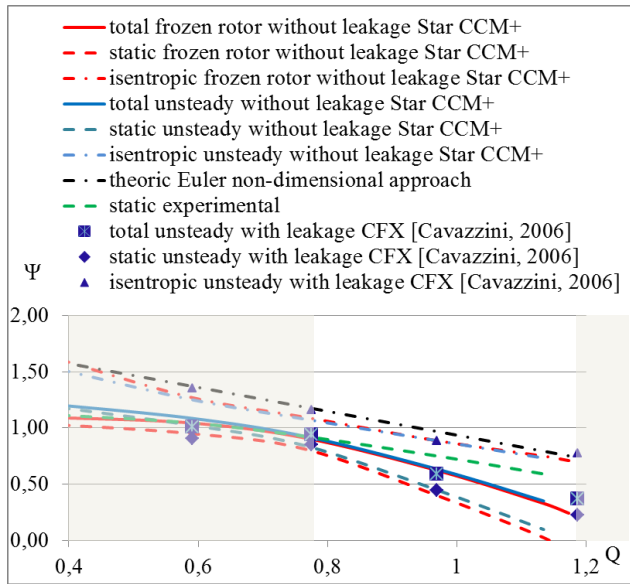 total frozen rotor without leakage Star CCM+
static frozen rotor without leakage Star CCM+
isentropic frozen rotor without leakage Star CCM+
total unsteady without leakage Star CCM+
static unsteady without leakage Star CCM+
isentropic unsteady without leakage Star CCM+
theoric Euler non-dimensional approach
static experimental
total unsteady with leakage CFX [Cavazzini, 2006]
static unsteady with leakage CFX [Cavazzini, 2006]
isentropic unsteady with leakage CFX [Cavazzini, 2006]
Ψ
2,00
1,50
1,00
0,50
0,00
0,4 0,6 0,8 1 1,2
Q